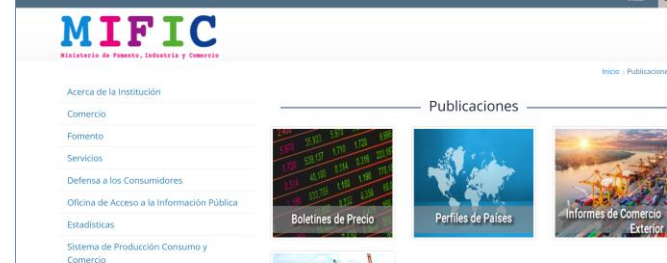 MIFIC
Ministerio de Fomento, Industria y Comercio
Inicio
Publicaciones
Acerca de la Institución
Comercio
Fomento
Servicios
Defensa a los Consumidores
Oficina de Acceso a la Información Pública
Estadísticas
Sistema de Producción Consumo y
Comercio
Publicaciones
Boletines de Precio
Perfiles de Países
Informes de Comercio
Exterior